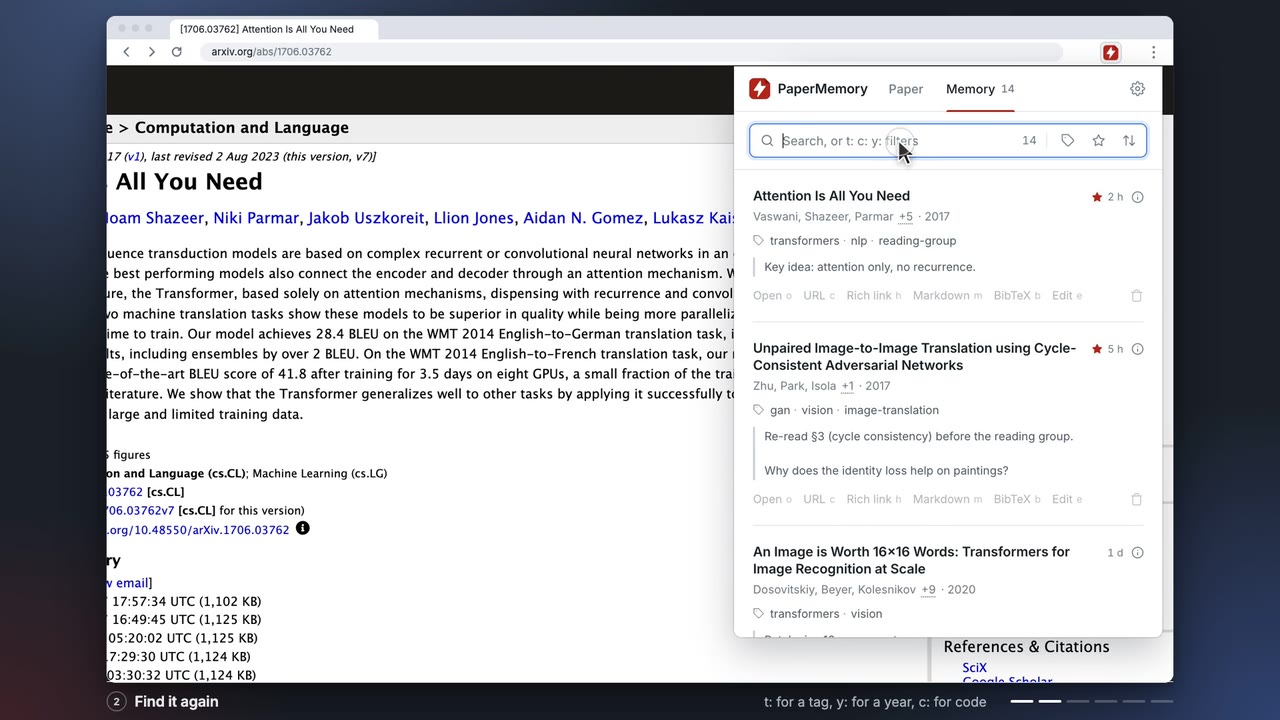 [1706.03762] Attention Is All You Need
arxiv.org/abs/1706.03762
e > Computation and Language
17 (v1), last revised 2 Aug 2023 (this version, v7)]
All You Need
Noam Shazeer, Niki Parmar, Jakob Uszkoreit, Llion Jones, Aidan N. Gomez, Lukasz Kais
uence transduction models are based on complex recurrent or convolutional neural networks in an
e best performing models also connect the encoder and decoder through an attention mechanism. W
ure, the Transformer, based solely on attention mechanisms, dispensing with recurrence and convol
wo machine translation tasks show these models to be superior in quality while being more paralleli
ime to train. Our model achieves 28.4 BLEU on the WMT 2014 English-to-German translation task, i
lts, including ensembles by over 2 BLEU. On the WMT 2014 English-to-French translation task, our
e-of-the-art BLEU score of 41.8 after training for 3.5 days on eight GPUs, a small fraction of the trai
iterature. We show that the Transformer generalizes well to other tasks by applying it successfully to
large and limited training data.
5 figures
on and Language (cs.CL); Machine Learning (cs.LG)
03762 [cs.CL]
706.03762v7 [cs.CL] for this version)
.org/10.48550/arXiv.1706.03762
ry
w email]
17:57:34 UTC (1,102 KB)
16:49:45 UTC (1,125 KB)
05:20:02 UTC (1,125 KB)
7:29:30 UTC (1,124 KB)
03:30:32 UTC (1,124 KB)
PaperMemory Paper Memory 14
Search, or t: c: y: filters 14
Attention Is All You Need 2 h
Vaswani, Shazeer, Parmar +5 · 2017
transformers · nlp · reading-group
Key idea: attention only, no recurrence.
Open o URL c Rich link h Markdown m BibTeX b Edit e
Unpaired Image-to-Image Translation using Cycle- 5 h
Consistent Adversarial Networks
Zhu, Park, Isola +1 · 2017
gan · vision · image-translation
Re-read §3 (cycle consistency) before the reading group.
Why does the identity loss help on paintings?
Open o URL c Rich link h Markdown m BibTeX b Edit e
An Image is Worth 16×16 Words: Transformers for 1 d
Image Recognition at Scale
Dosovitskiy, Beyer, Kolesnikov +9 · 2020
transformers · vision
References & Citations
SciX
Google Scholar
2 Find it again
t: for a tag, y: for a year, c: for code